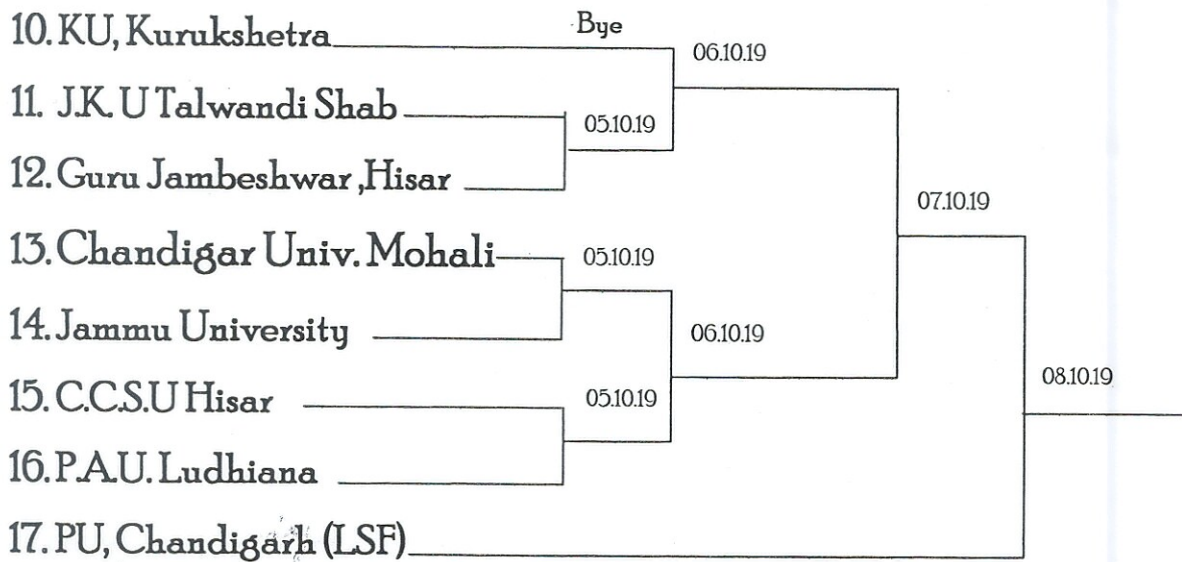 10. KU, Kurukshetra Bye
06.10.19
11. J.K. U Talwandi Shab
05.10.19
12. Guru Jambeshwar ,Hisar
07.10.19
13. Chandigar Univ. Mohali
05.10.19
14. Jammu University
06.10.19
15. C.C.S.U Hisar
05.10.19
08.10.19
16. P.A.U. Ludhiana
17. PU, Chandigarh (LSF)